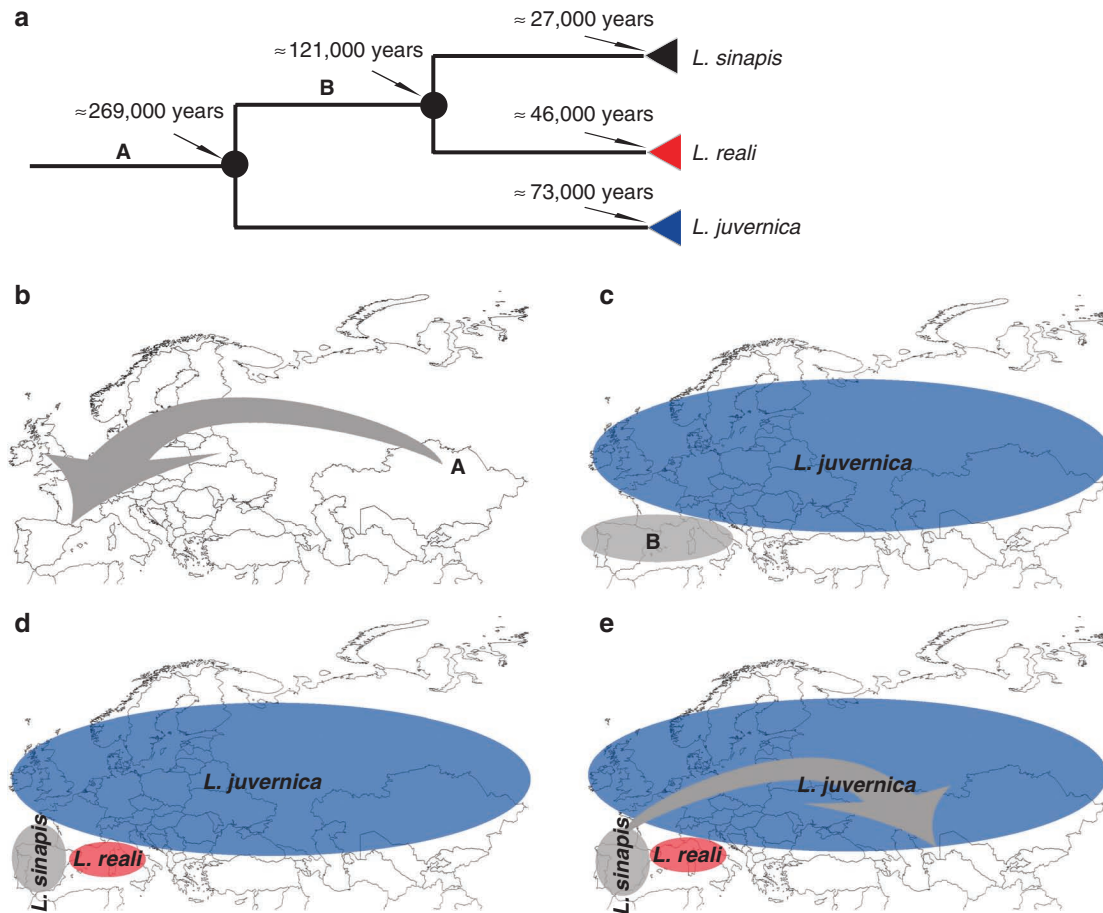 a
≈ 27,000 years
L. sinapis
≈121,000 years
B
≈ 46,000 years
L. reali
≈269,000 years
A
≈ 73,000 years
L. juvernica
b
A
c
L. juvernica
B
d
L. juvernica
L. sinapis
L. reali
e
L. juvernica
L. sinapis
L. reali